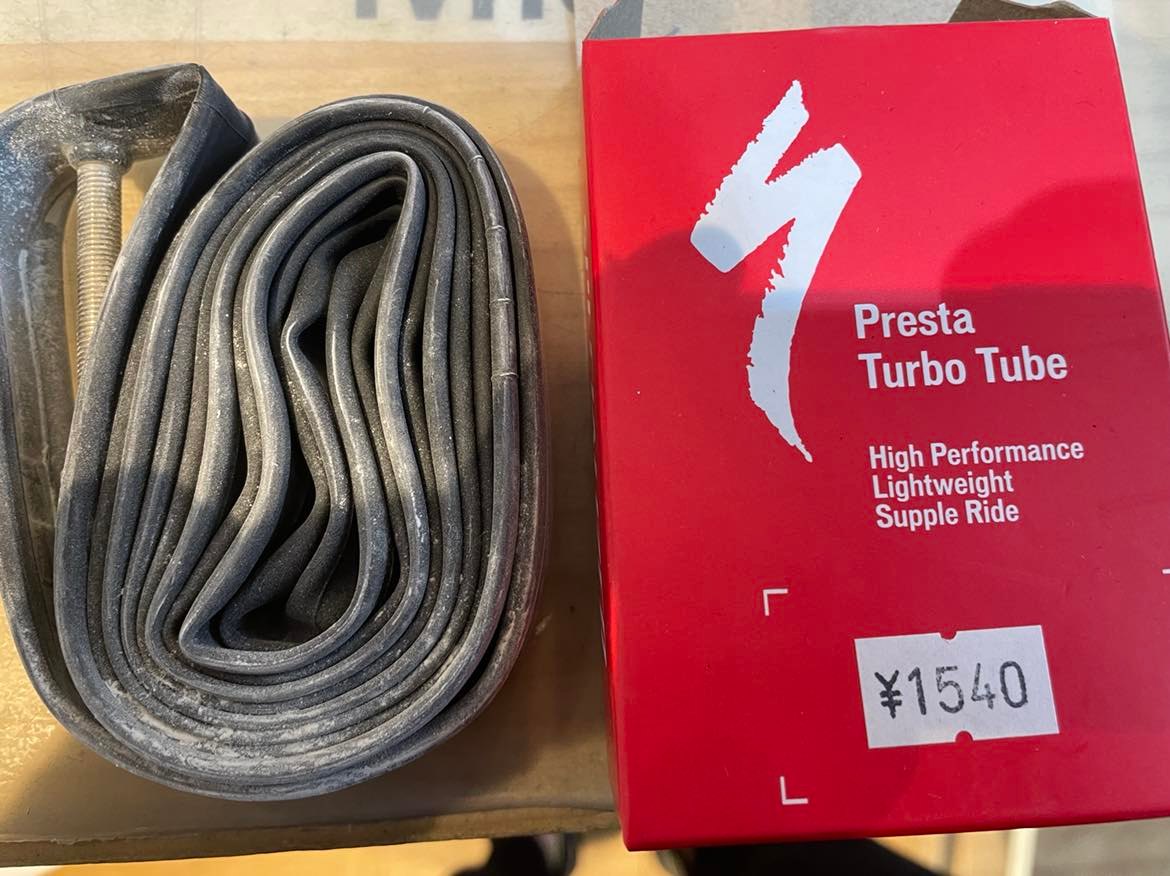 Presta
Turbo Tube
High Performance
Lightweight
Supple Ride
¥1540